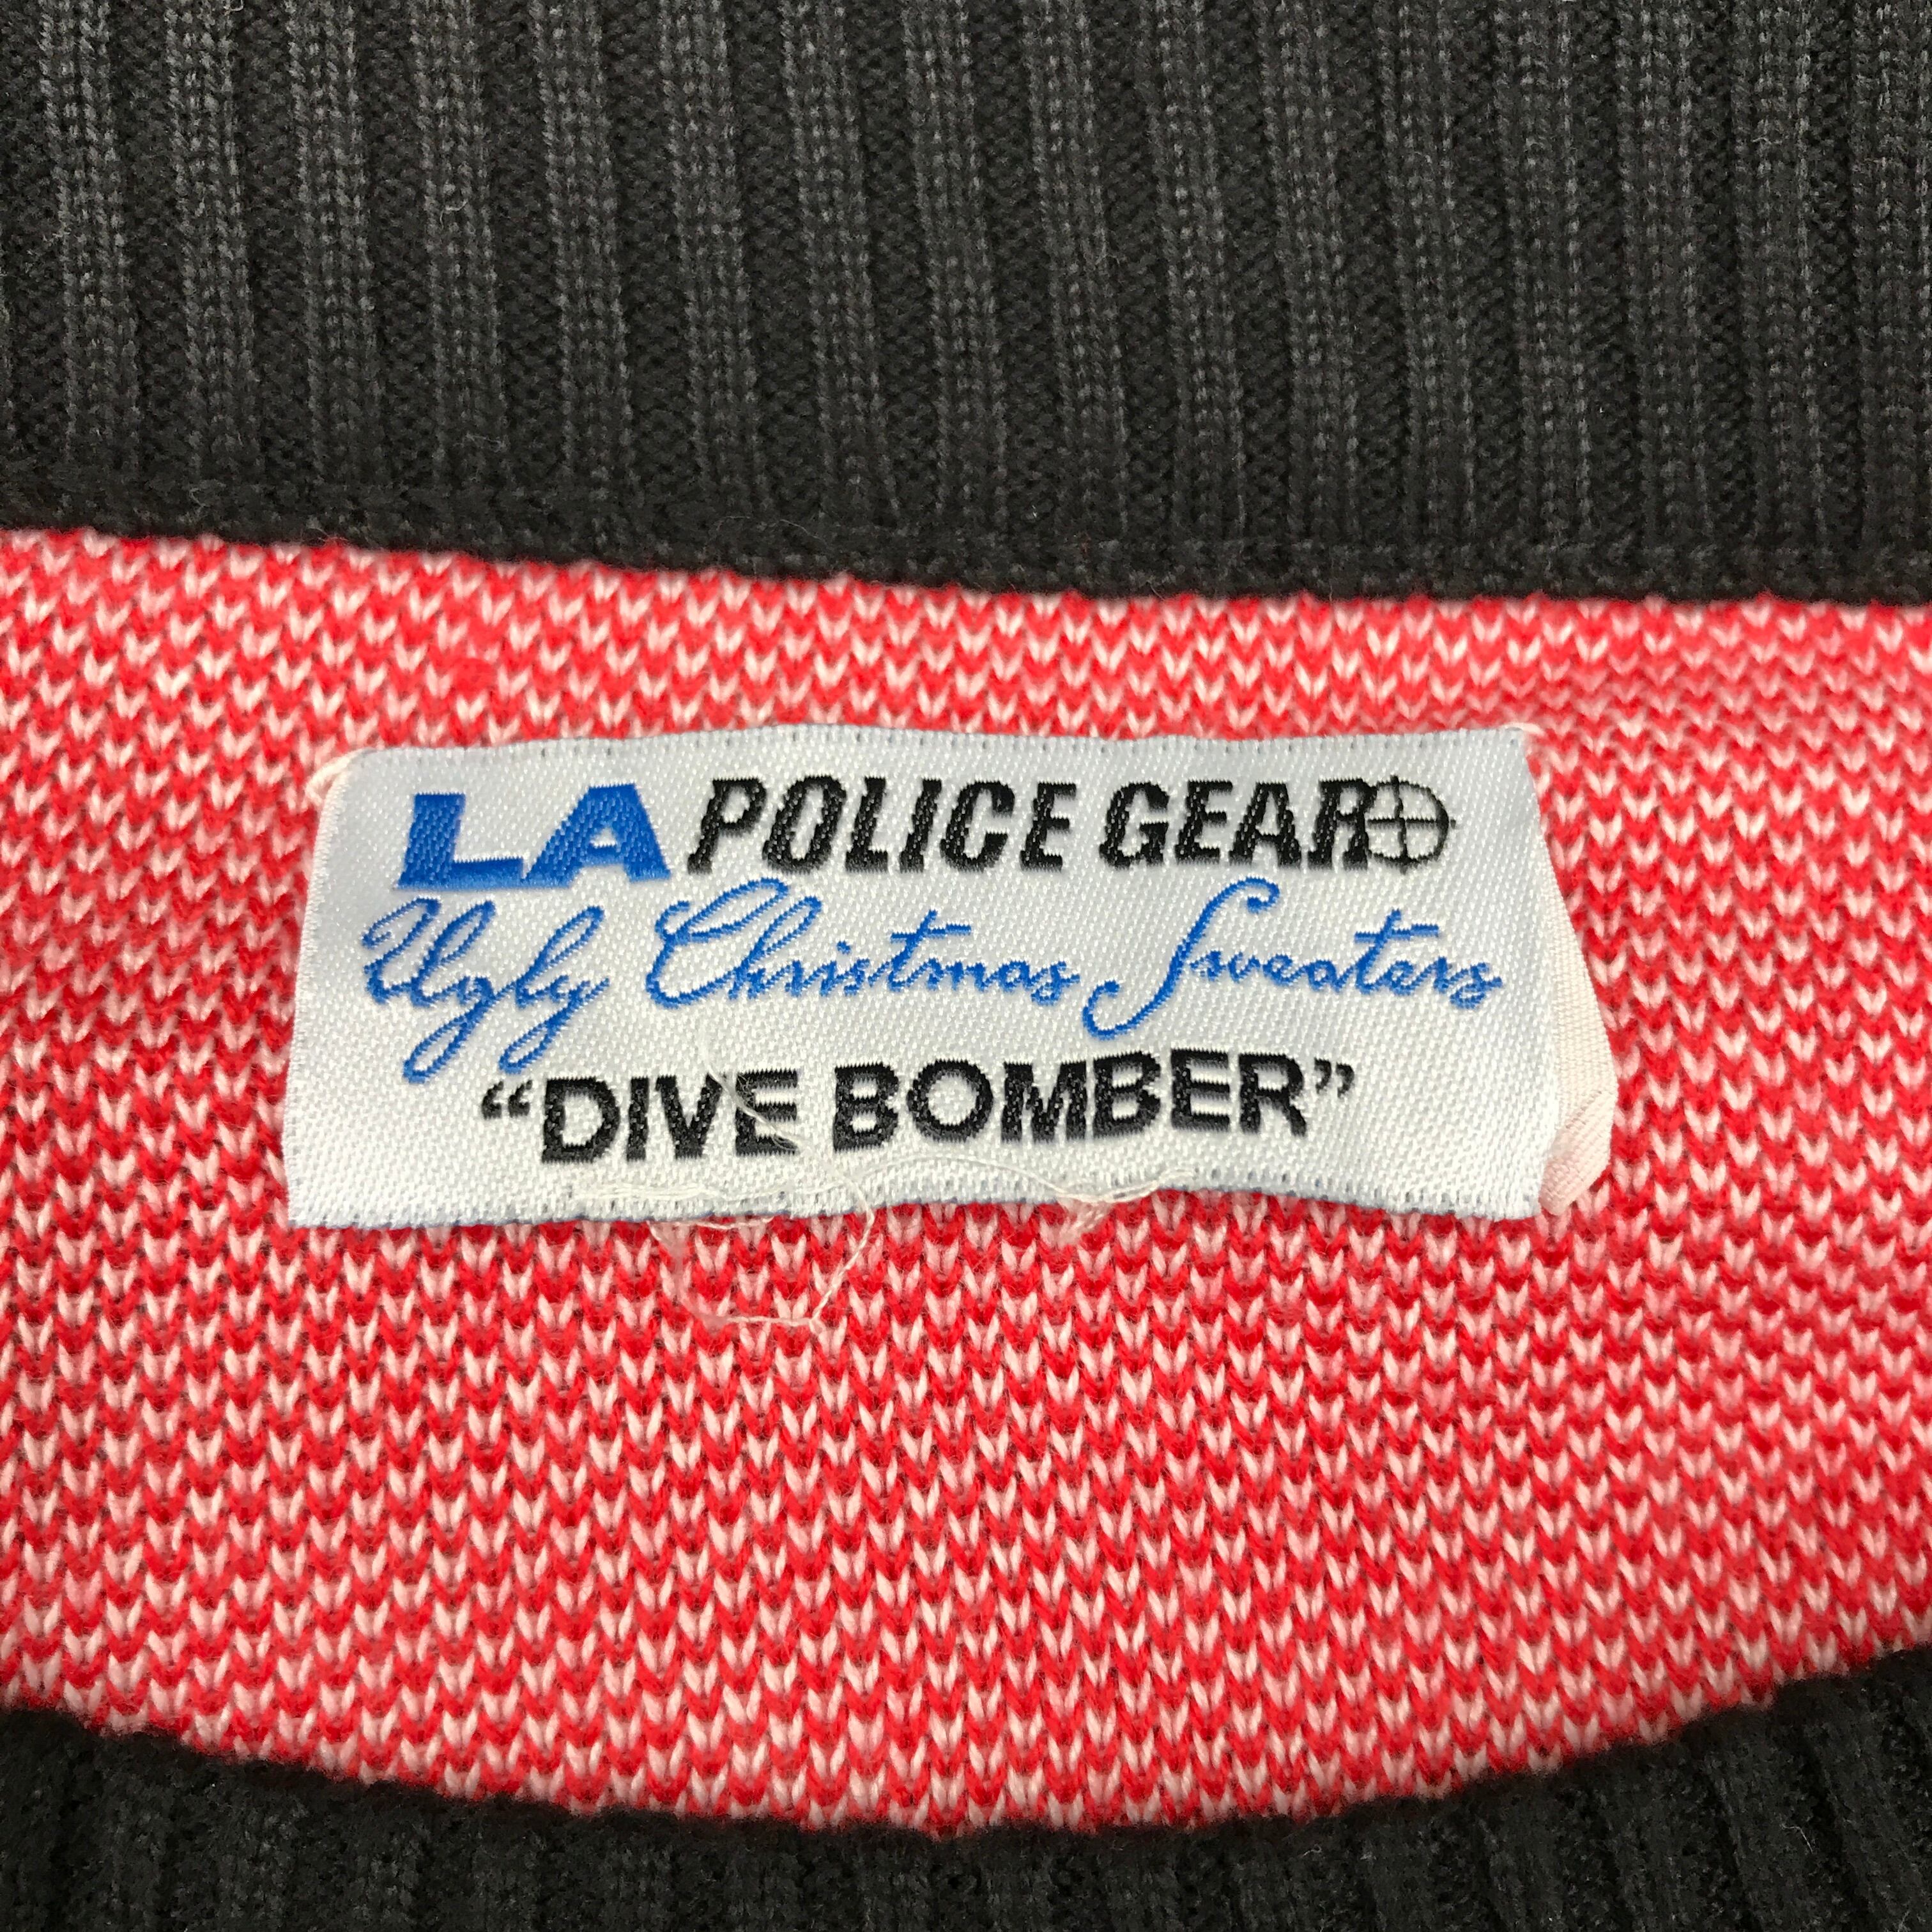 LA POLICE GEAR
Ugly Christmas Sweaters
“DIVE BOMBER”